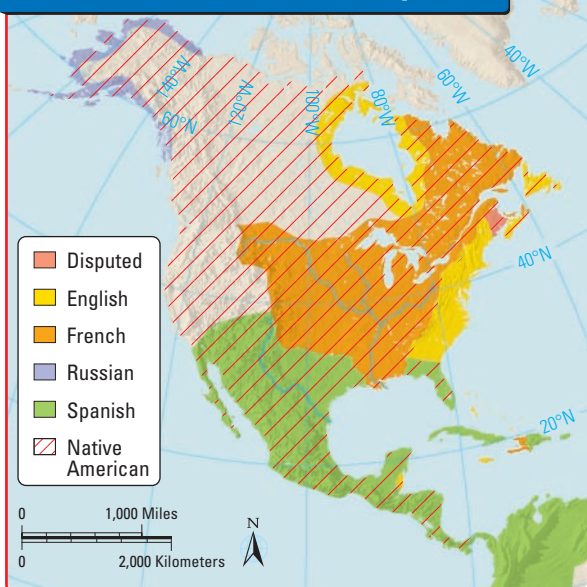 140°W
120°W
100°W
80°W
60°W
40°W
60°N
40°N
20°N
Disputed
English
French
Russian
Spanish
Native
American
0
1,000 Miles
0
2,000 Kilometers
N